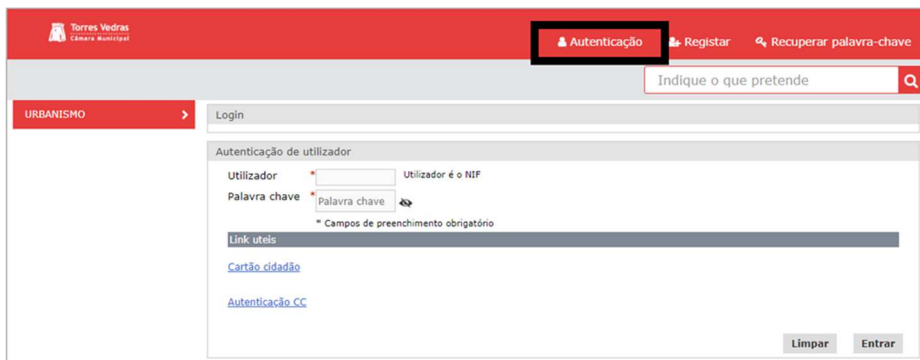 Torres Vedras
Câmara Municipal
Autenticação Registar Recuperar palavra-chave
Indique o que pretende
URBANISMO
Login
Autenticação de utilizador
Utilizador * Utilizador é o NIF
Palavra chave * Palavra chave
* Campos de preenchimento obrigatório
Link uteis
Cartão cidadão
Autenticação CC
Limpar Entrar